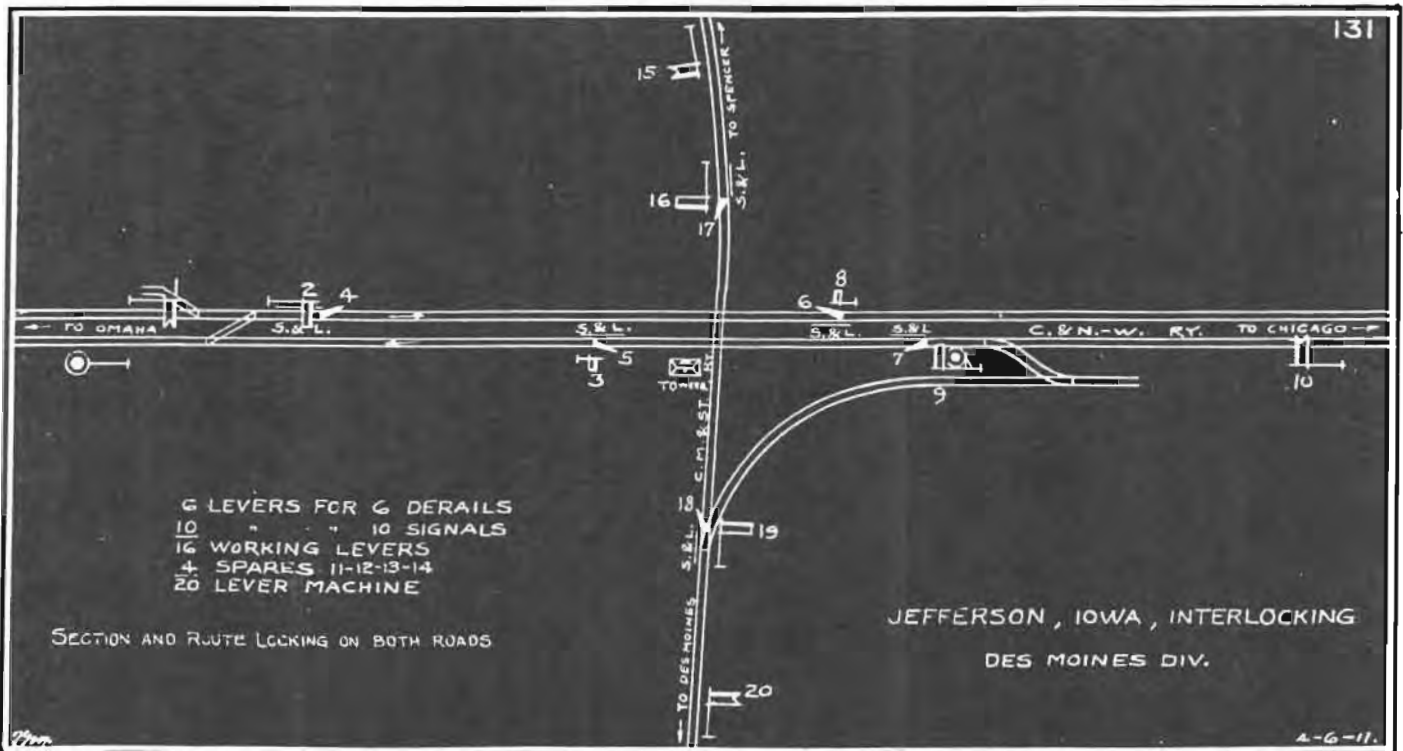 131
15
S.&L. TO SPENCER →
16
17
1
2
4
8
6
← TO OMAHA
S.&L.
S.&L.
S.&L.
S.&L
C.&N.-W. RY.
TO CHICAGO →
5
3
TOWER
7
9
10
C.M.&ST RY
18
S.&L.
19
← TO DES MOINES
20
6 LEVERS FOR 6 DERAILS
10 " " 10 SIGNALS
16 WORKING LEVERS
4 SPARES 11-12-13-14
20 LEVER MACHINE
SECTION AND ROUTE LOCKING ON BOTH ROADS
JEFFERSON, IOWA, INTERLOCKING
DES MOINES DIV.
4-6-11.